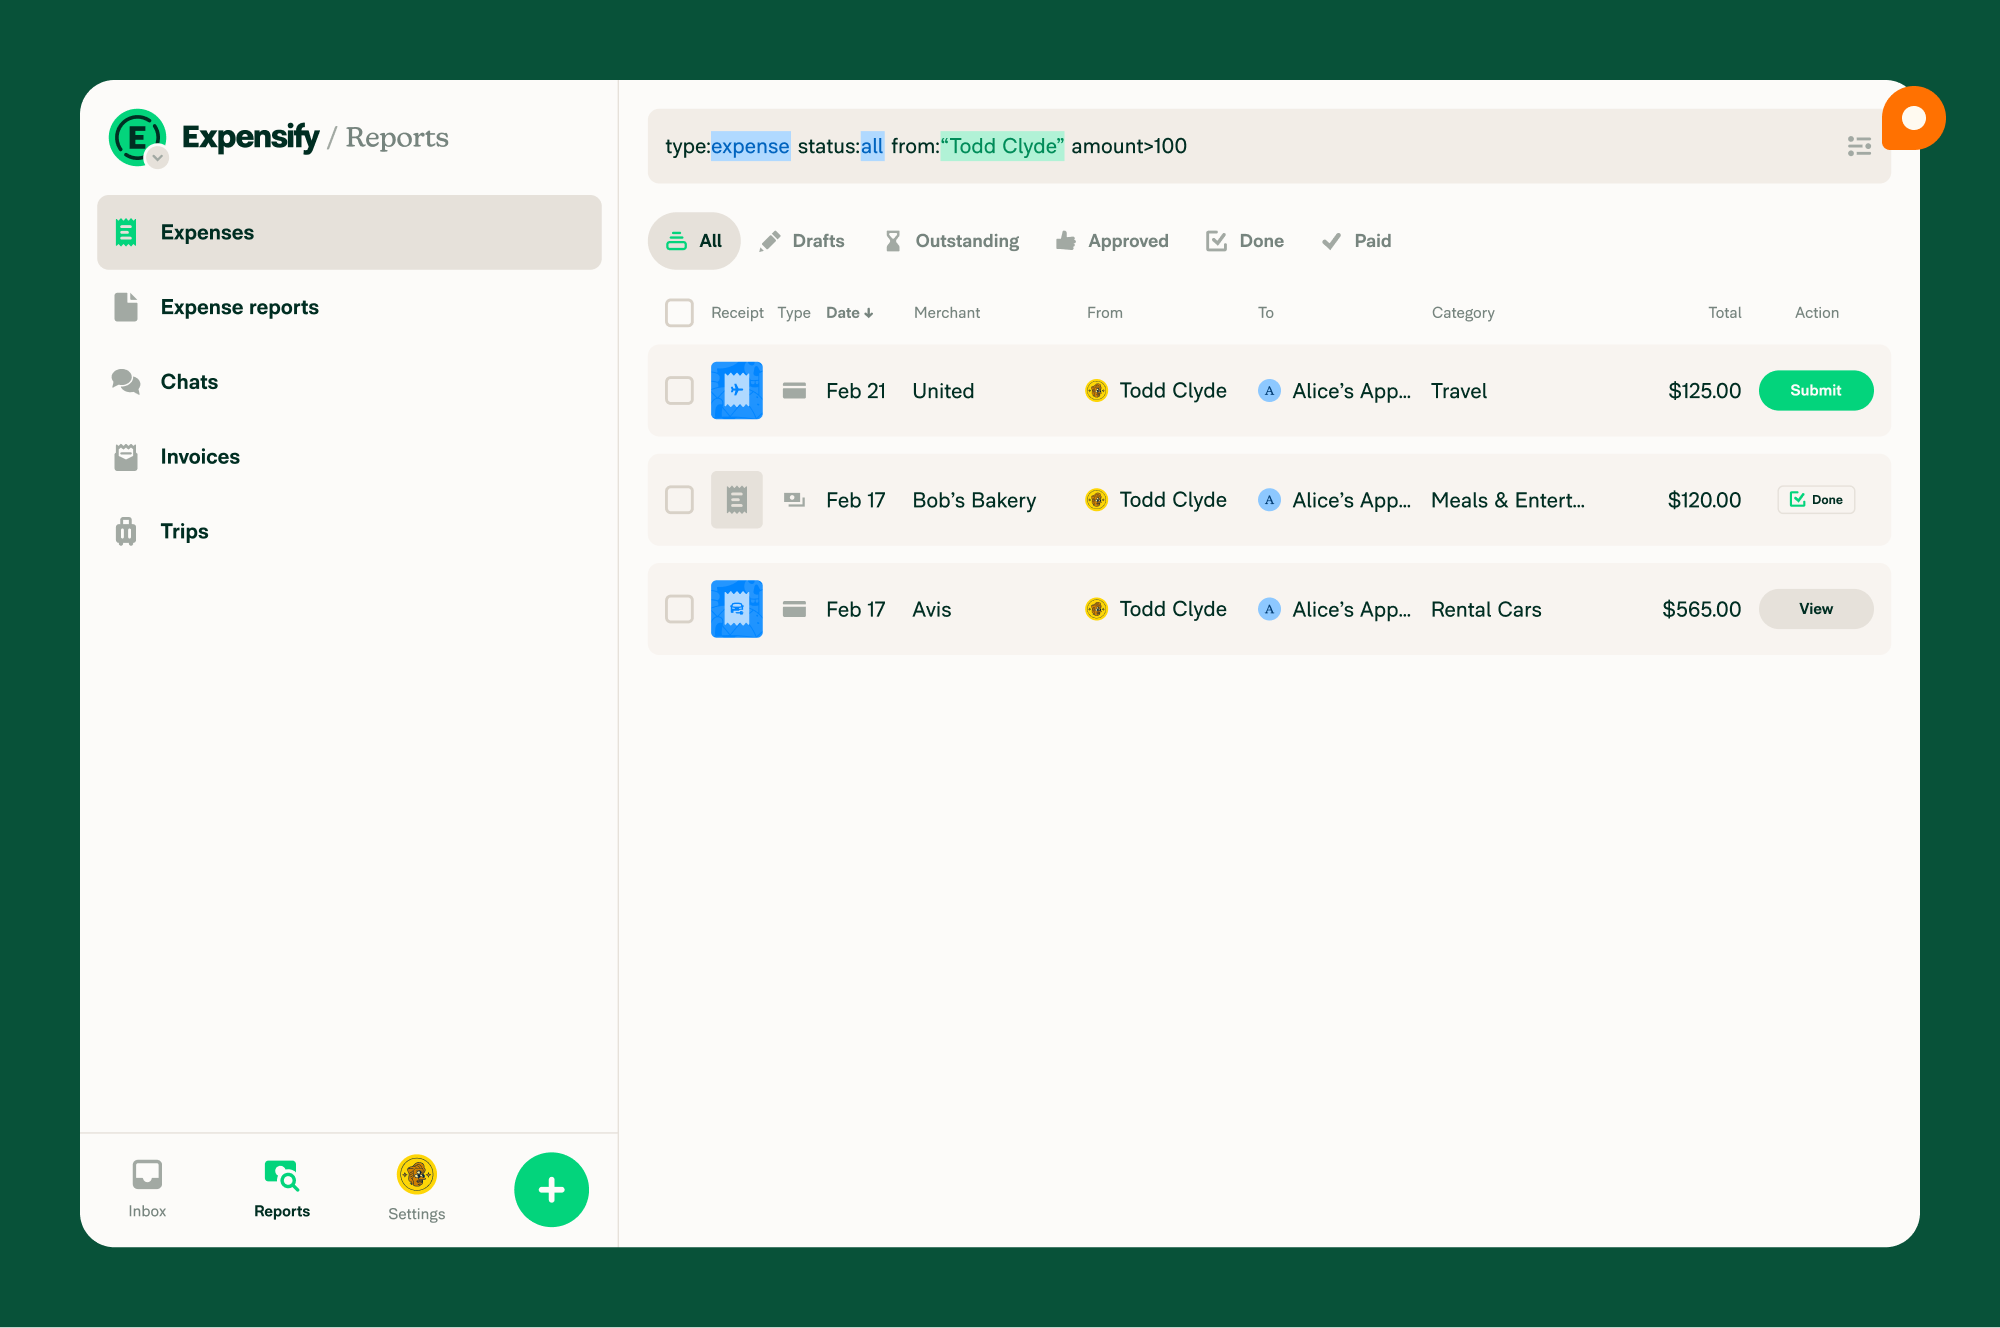 Expensify / Reports
type:expense status:all from:“Todd Clyde” amount>100
Expenses
Expense reports
Chats
Invoices
Trips
All Drafts Outstanding Approved Done Paid
Receipt Type Date ↓ Merchant From To Category Total Action
Feb 21 United Todd Clyde A Alice’s App... Travel $125.00 Submit
Feb 17 Bob’s Bakery Todd Clyde A Alice’s App... Meals & Entert... $120.00 Done
Feb 17 Avis Todd Clyde A Alice’s App... Rental Cars $565.00 View
Inbox Reports Settings